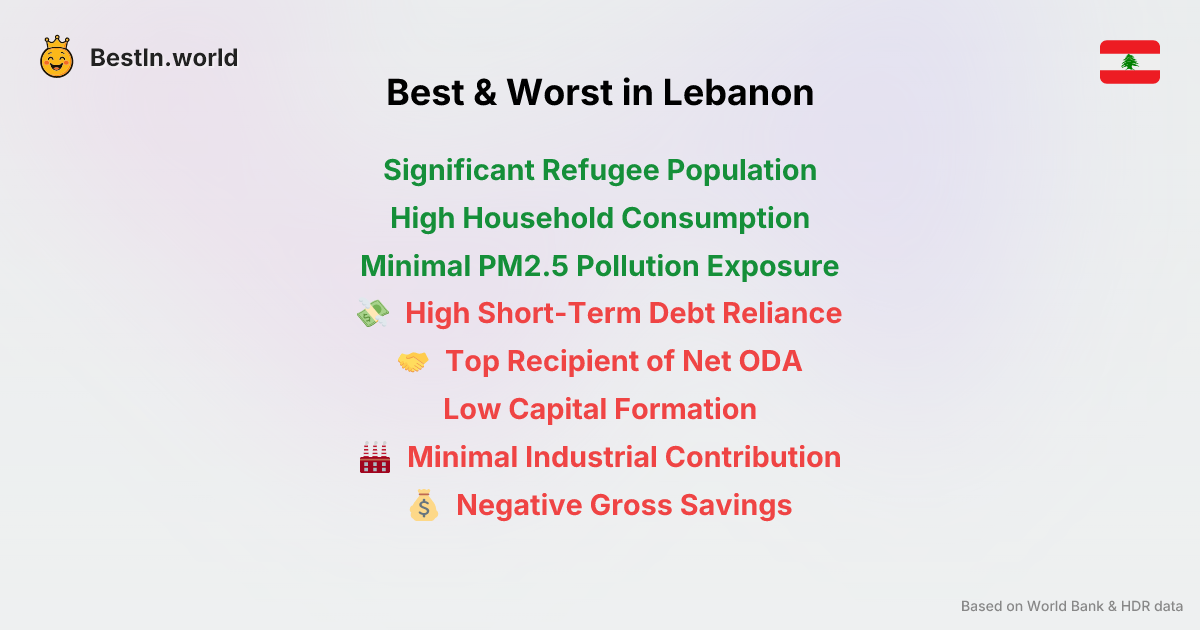 BestIn.world
Best & Worst in Lebanon
Significant Refugee Population
High Household Consumption
Minimal PM2.5 Pollution Exposure
High Short-Term Debt Reliance
Top Recipient of Net ODA
Low Capital Formation
Minimal Industrial Contribution
Negative Gross Savings
Based on World Bank & HDR data